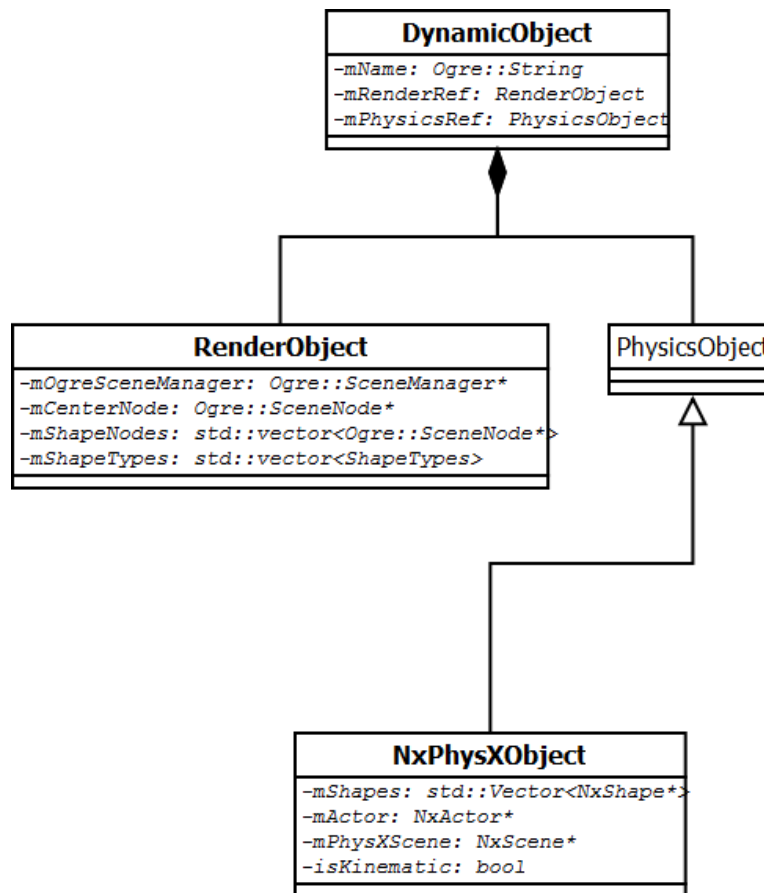 DynamicObject
-mName: Ogre::String
-mRenderRef: RenderObject
-mPhysicsRef: PhysicsObject
RenderObject
-mOgreSceneManager: Ogre::SceneManager*
-mCenterNode: Ogre::SceneNode*
-mShapeNodes: std::vector<Ogre::SceneNode*>
-mShapeTypes: std::vector<ShapeTypes>
PhysicsObject
NxPhysXObject
-mShapes: std::Vector<NxShape*>
-mActor: NxActor*
-mPhysXScene: NxScene*
-isKinematic: bool